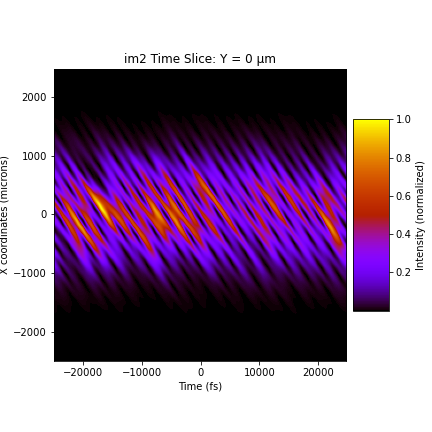 im2 Time Slice: Y = 0 μm
2000
1000
0
−1000
−2000
X coordinates (microns)
−20000 −10000 0 10000 20000
Time (fs)
1.0
0.8
0.6
0.4
0.2
Intensity (normalized)